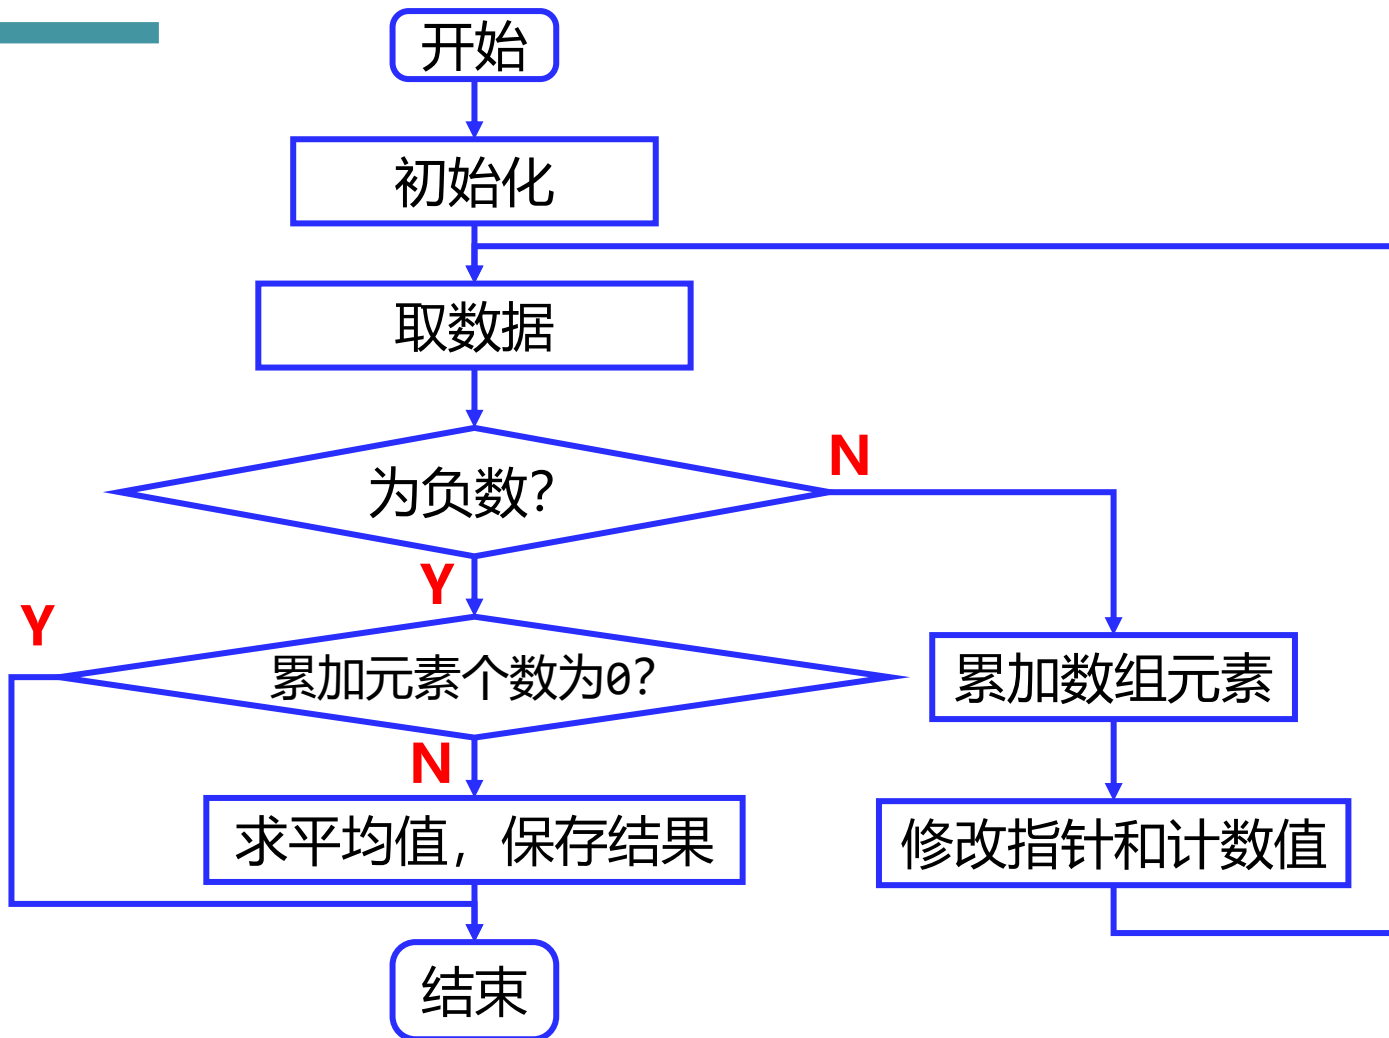 开始
初始化
取数据
为负数?
N
Y
Y
累加元素个数为0?
累加数组元素
N
求平均值，保存结果
修改指针和计数值
结束